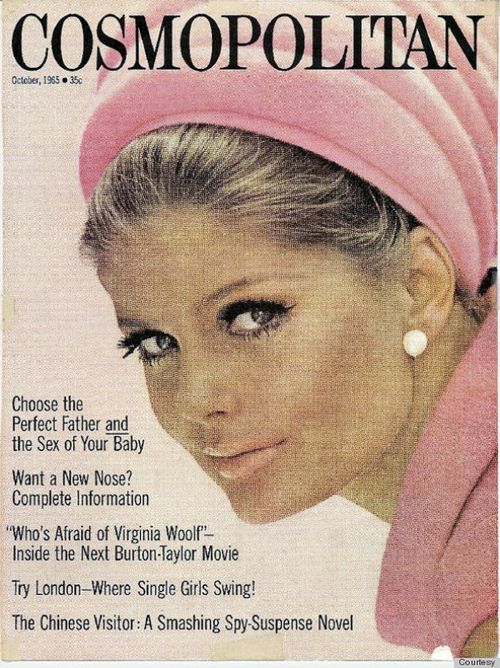 COSMOPOLITAN
October, 1965 • 35c
Choose the
Perfect Father and
the Sex of Your Baby
Want a New Nose?
Complete Information
"Who's Afraid of Virginia Woolf"–
Inside the Next Burton-Taylor Movie
Try London–Where Single Girls Swing!
The Chinese Visitor: A Smashing Spy-Suspense Novel
Courtesy